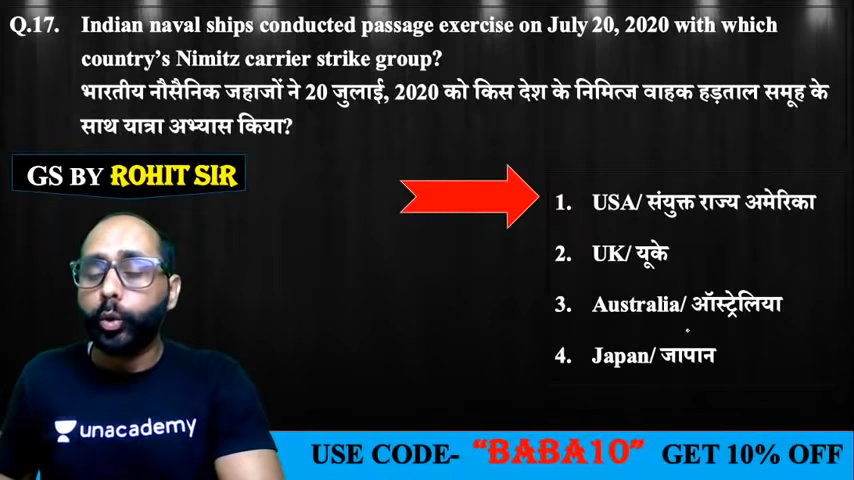 Q.17. Indian naval ships conducted passage exercise on July 20, 2020 with which
country's Nimitz carrier strike group?
भारतीय नौसैनिक जहाजों ने 20 जुलाई, 2020 को किस देश के निमित्ज वाहक हड़ताल समूह के
साथ यात्रा अभ्यास किया?
GS BY ROHIT SIR
1. USA/ संयुक्त राज्य अमेरिका
2. UK/ यूके
3. Australia/ ऑस्ट्रेलिया
4. Japan/ जापान
unacademy
USE CODE- “BABA10” GET 10% OFF